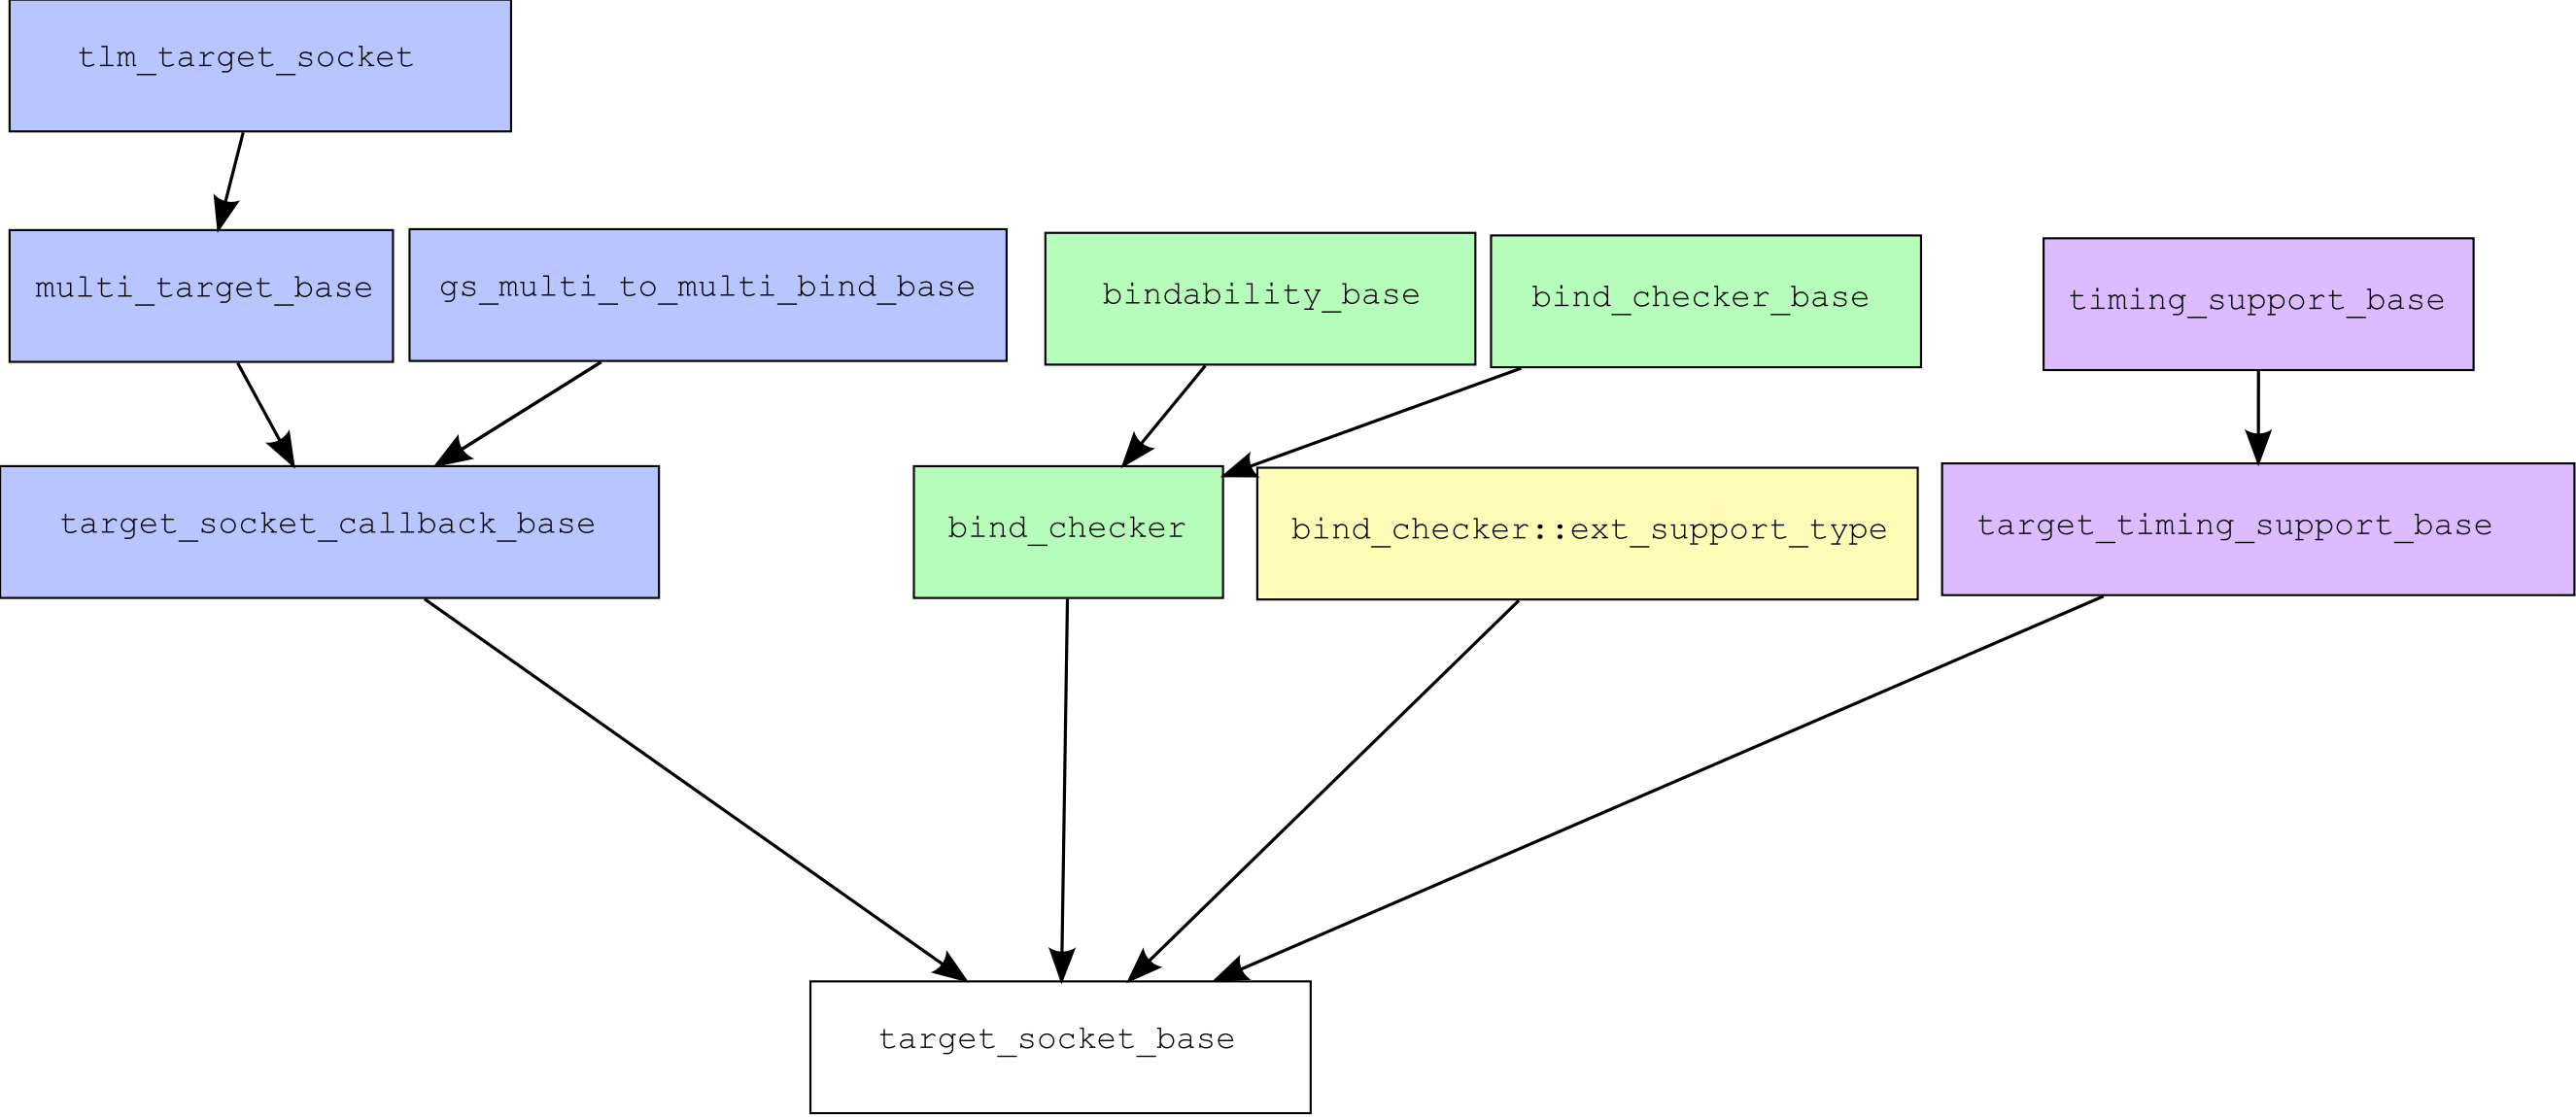 tlm_target_socket
multi_target_base
gs_multi_to_multi_bind_base
bindability_base
bind_checker_base
timing_support_base
target_socket_callback_base
bind_checker
bind_checker::ext_support_type
target_timing_support_base
target_socket_base